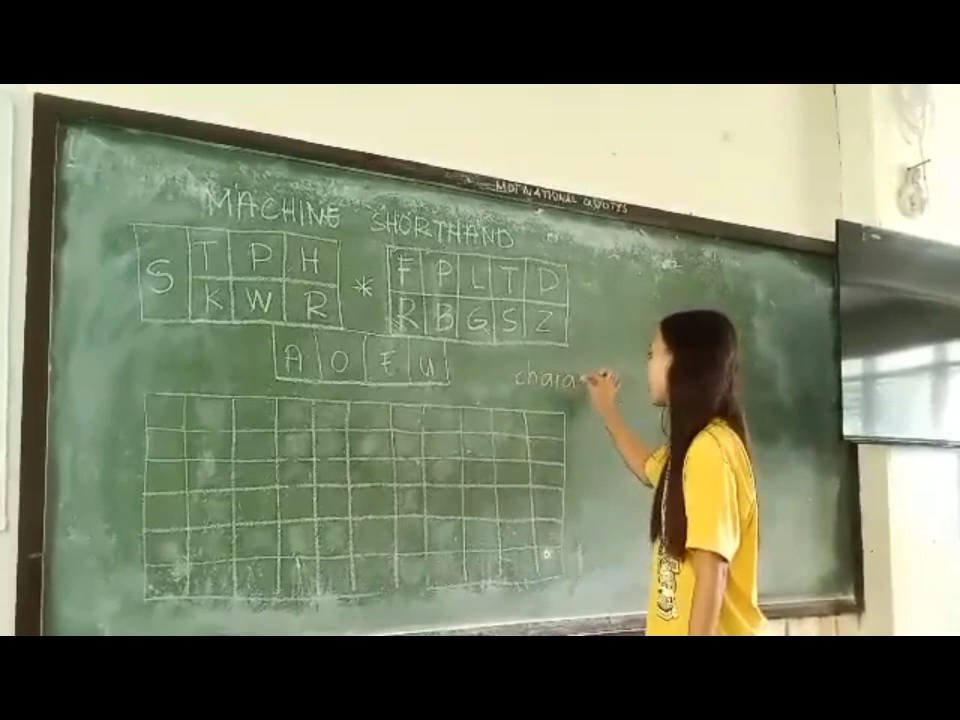 MOTIVATIONAL QUOTES
MACHINE SHORTHAND
S T P H * F P L T D
K W R R B G S Z
A O E U
chara